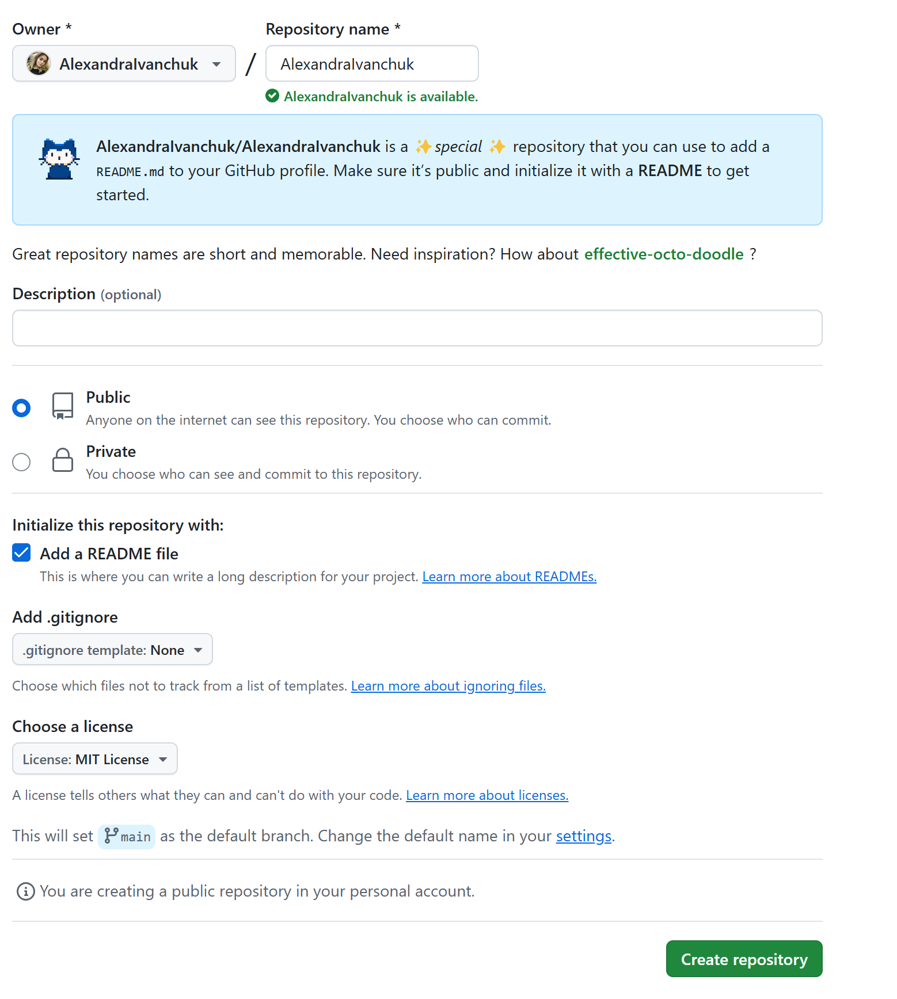 Owner *
Repository name *
AlexandraIvanchuk
/
AlexandraIvanchuk
AlexandraIvanchuk is available.
AlexandraIvanchuk/AlexandraIvanchuk is a ✨ special ✨ repository that you can use to add a
README.md to your GitHub profile. Make sure it’s public and initialize it with a README to get
started.
Great repository names are short and memorable. Need inspiration? How about effective-octo-doodle ?
Description (optional)
Public
Anyone on the internet can see this repository. You choose who can commit.
Private
You choose who can see and commit to this repository.
Initialize this repository with:
Add a README file
This is where you can write a long description for your project. Learn more about READMEs.
Add .gitignore
.gitignore template: None
Choose which files not to track from a list of templates. Learn more about ignoring files.
Choose a license
License: MIT License
A license tells others what they can and can't do with your code. Learn more about licenses.
This will set main as the default branch. Change the default name in your settings.
You are creating a public repository in your personal account.
Create repository